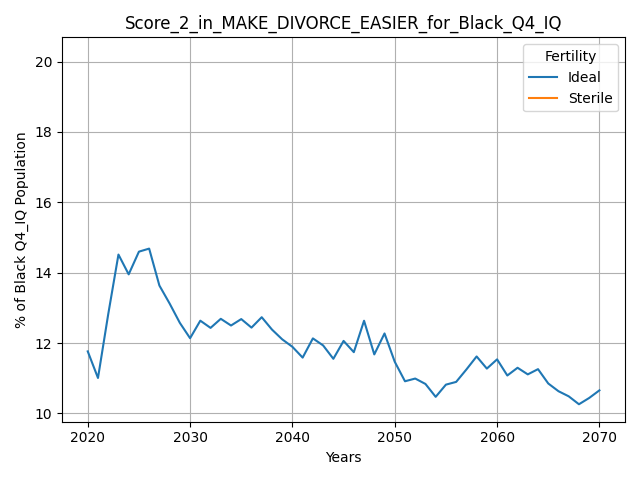 Score_2_in_MAKE_DIVORCE_EASIER_for_Black_Q4_IQ
Fertility
Ideal
Sterile
% of Black Q4_IQ Population
20
18
16
14
12
10
2020 2030 2040 2050 2060 2070
Years